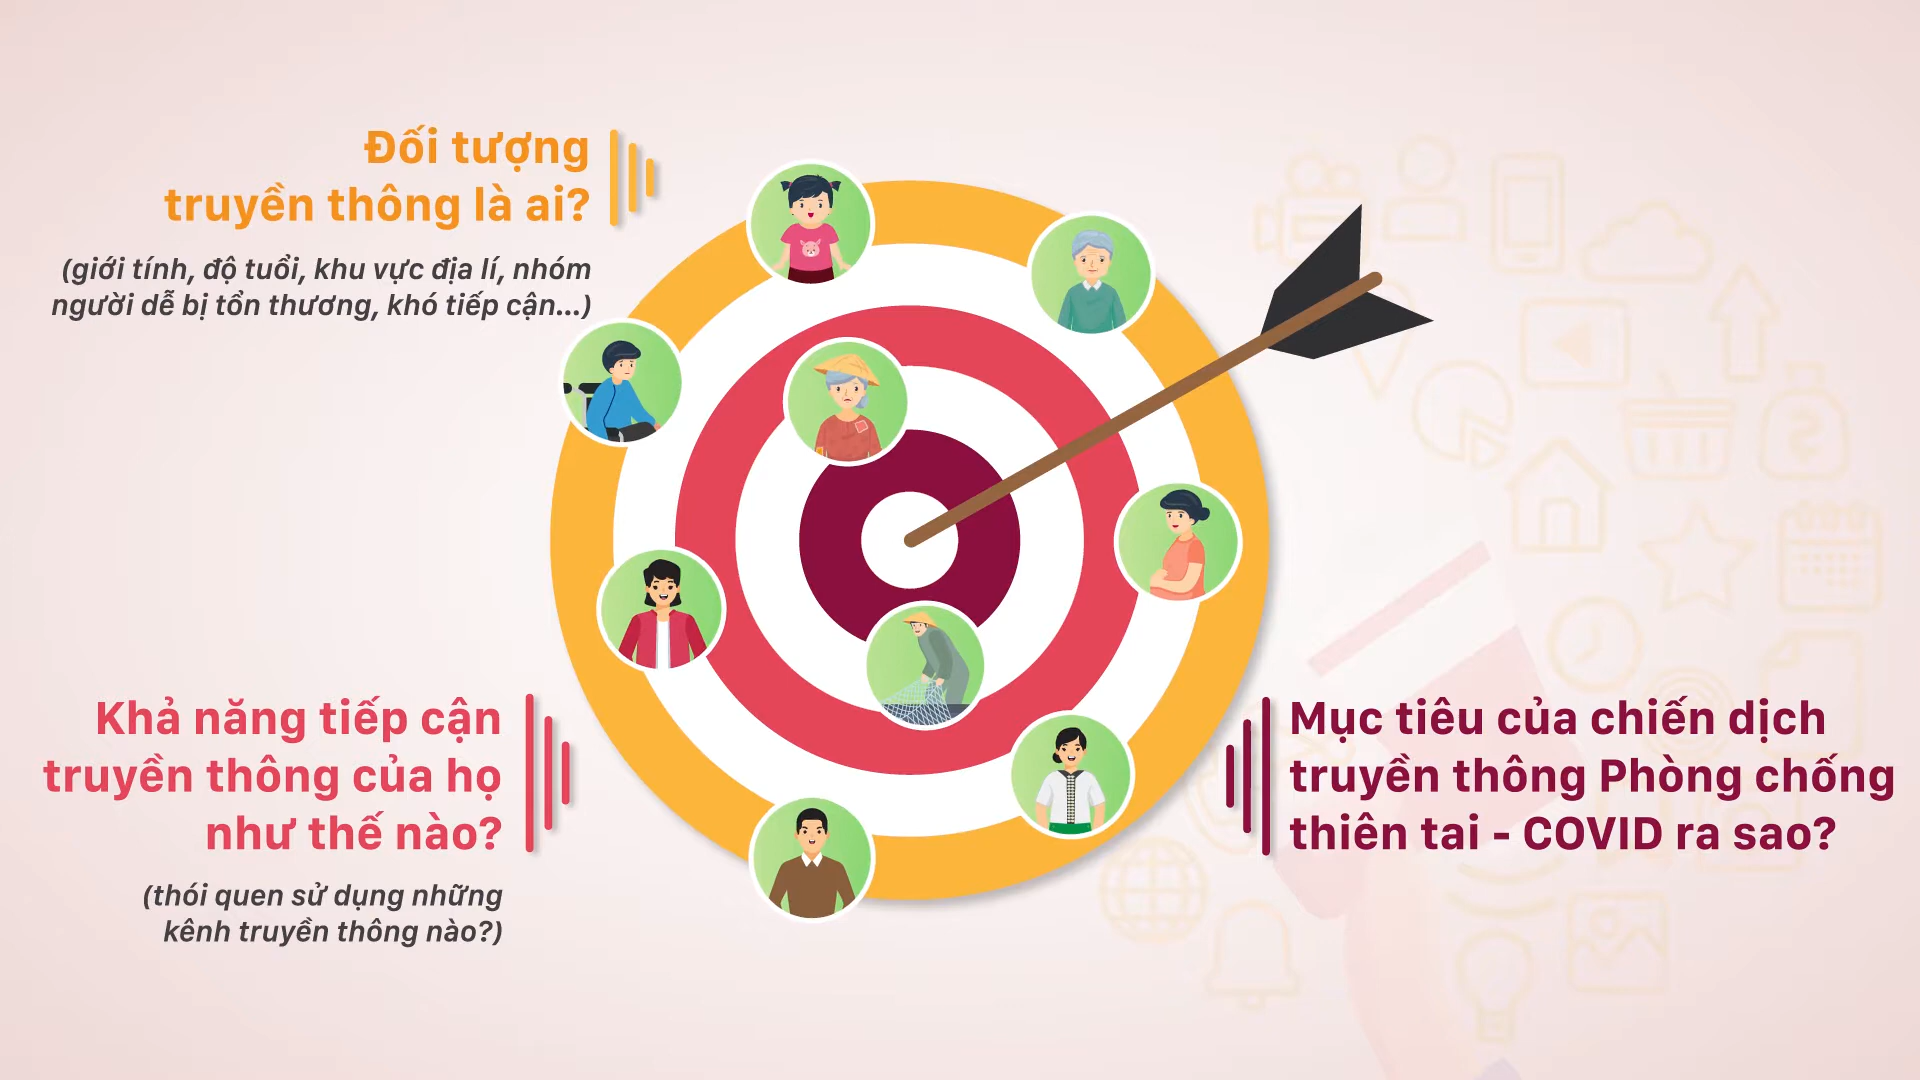 Đối tượng
truyền thông là ai?
(giới tính, độ tuổi, khu vực địa lí, nhóm
người dễ bị tổn thương, khó tiếp cận...)
Khả năng tiếp cận
truyền thông của họ
như thế nào?
(thói quen sử dụng những
kênh truyền thông nào?)
Mục tiêu của chiến dịch
truyền thông Phòng chống
thiên tai - COVID ra sao?